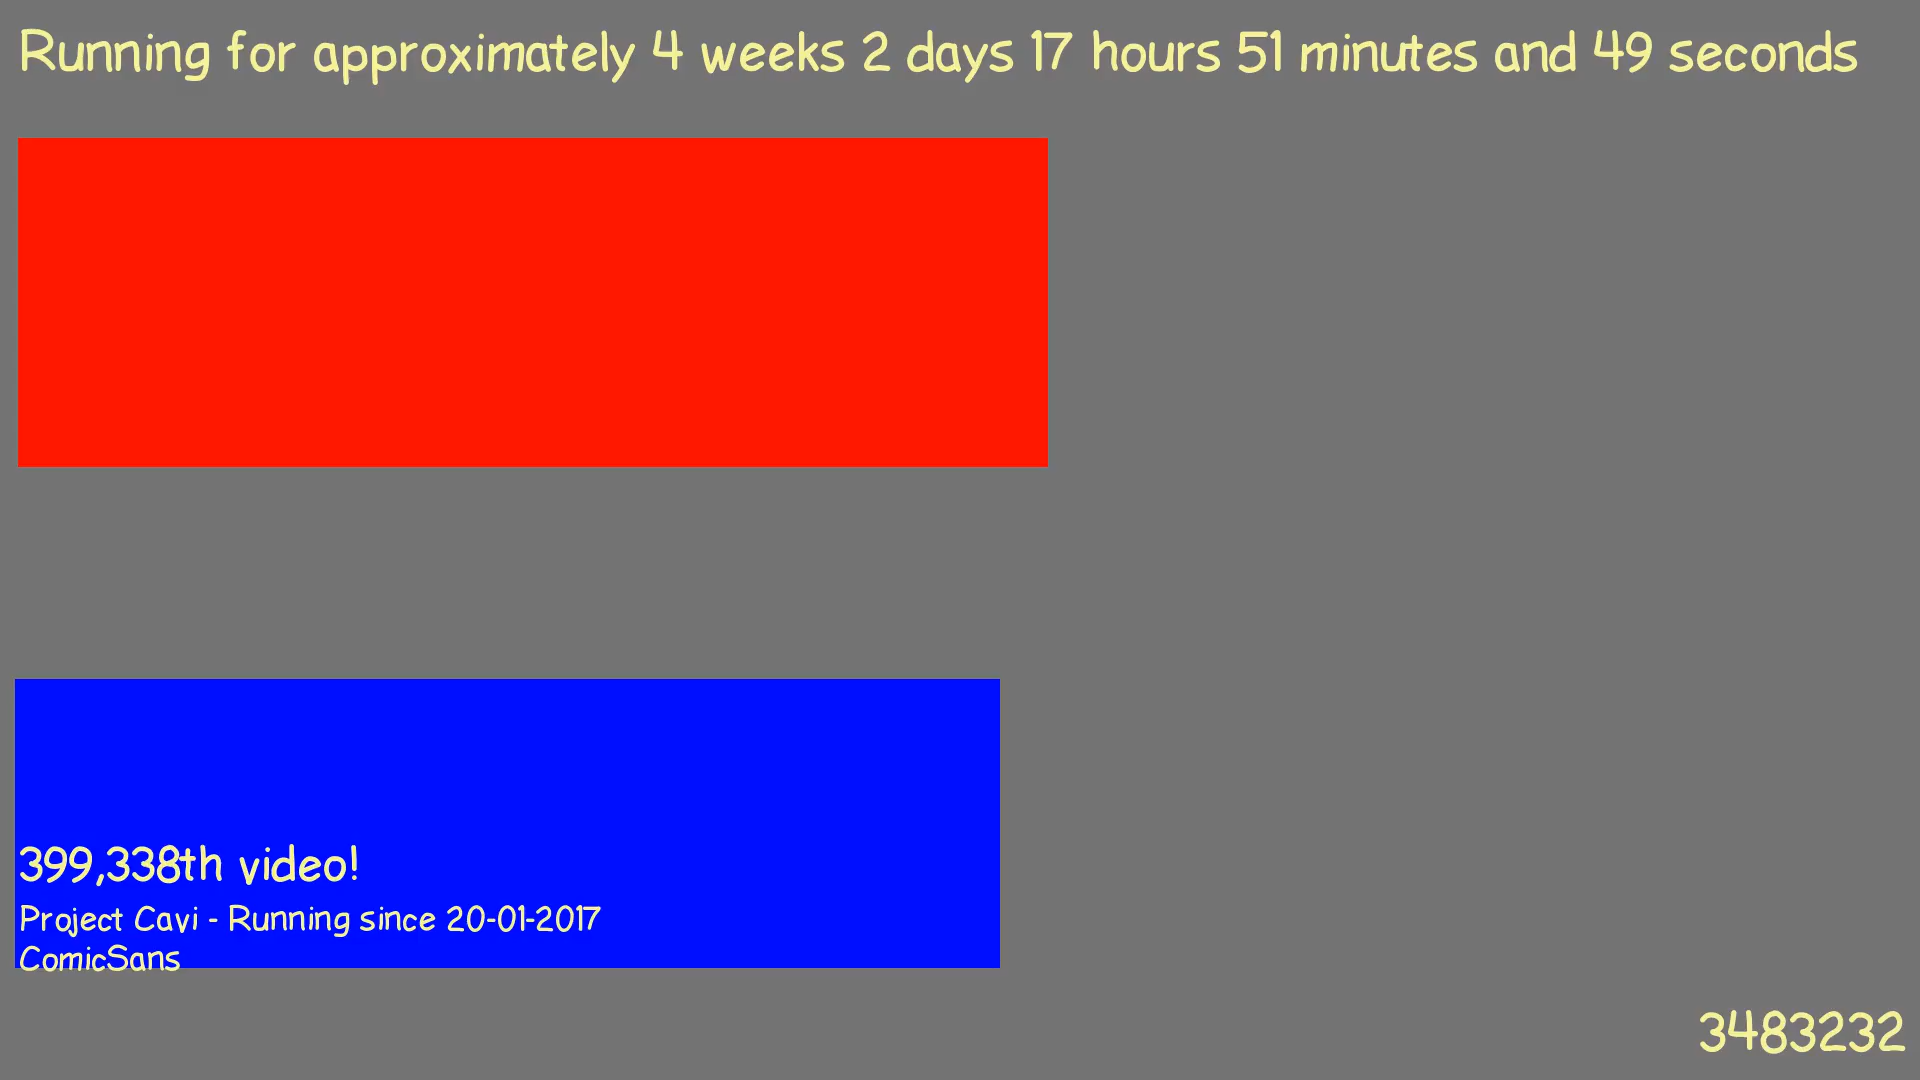 Running for approximately 4 weeks 2 days 17 hours 51 minutes and 49 seconds
399,338th video!
Project Cavi - Running since 20-01-2017
ComicSans
3483232